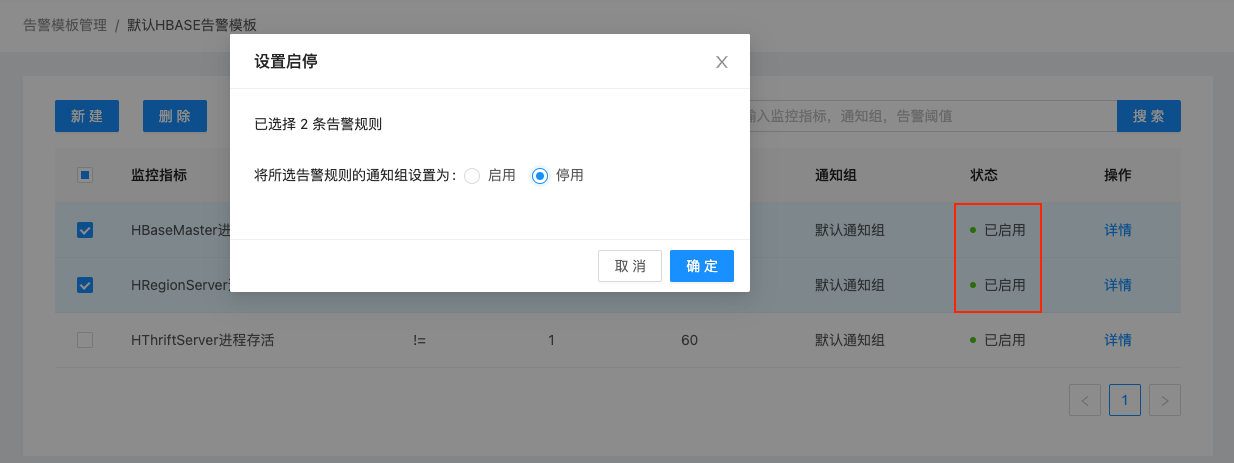 告警模板管理 / 默认HBASE告警模板
设置启停
新 建 删 除
输入监控指标，通知组，告警阈值 搜 索
已选择 2 条告警规则
监控指标 通知组 状态 操作
将所选告警规则的通知组设置为： 启用 停用
HBaseMaster进 默认通知组 已启用 详情
取 消 确 定
HRegionServer 默认通知组 已启用 详情
HThriftServer进程存活 != 1 60 默认通知组 已启用 详情
< 1 >